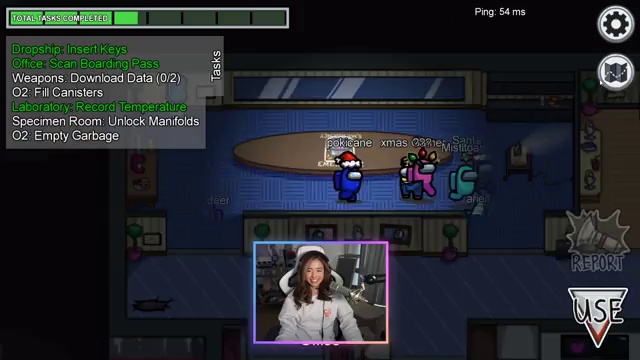 TOTAL TASKS COMPLETED
Ping: 54 ms
Dropship: Insert Keys
Office: Scan Boarding Pass
Weapons: Download Data (0/2)
O2: Fill Canisters
Laboratory: Record Temperature
Specimen Room: Unlock Manifolds
O2: Empty Garbage
Tasks
pokicane xmas
deer
REPORT
USE